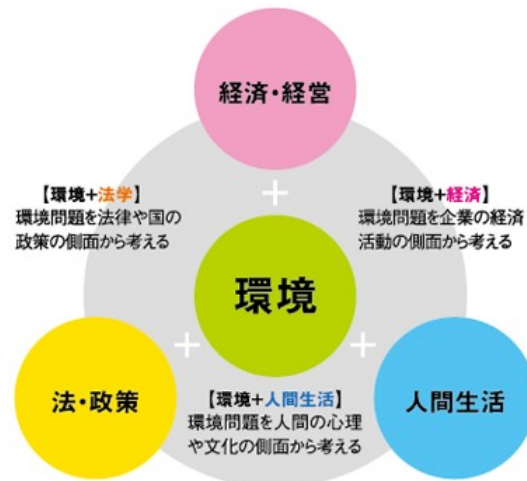 経済・経営
【環境+法学】
環境問題を法律や国の
政策の側面から考える
【環境+経済】
環境問題を企業の経済
活動の側面から考える
+
環境
+
+
法・政策
【環境+人間生活】
環境問題を人間の心理
や文化の側面から考える
人間生活